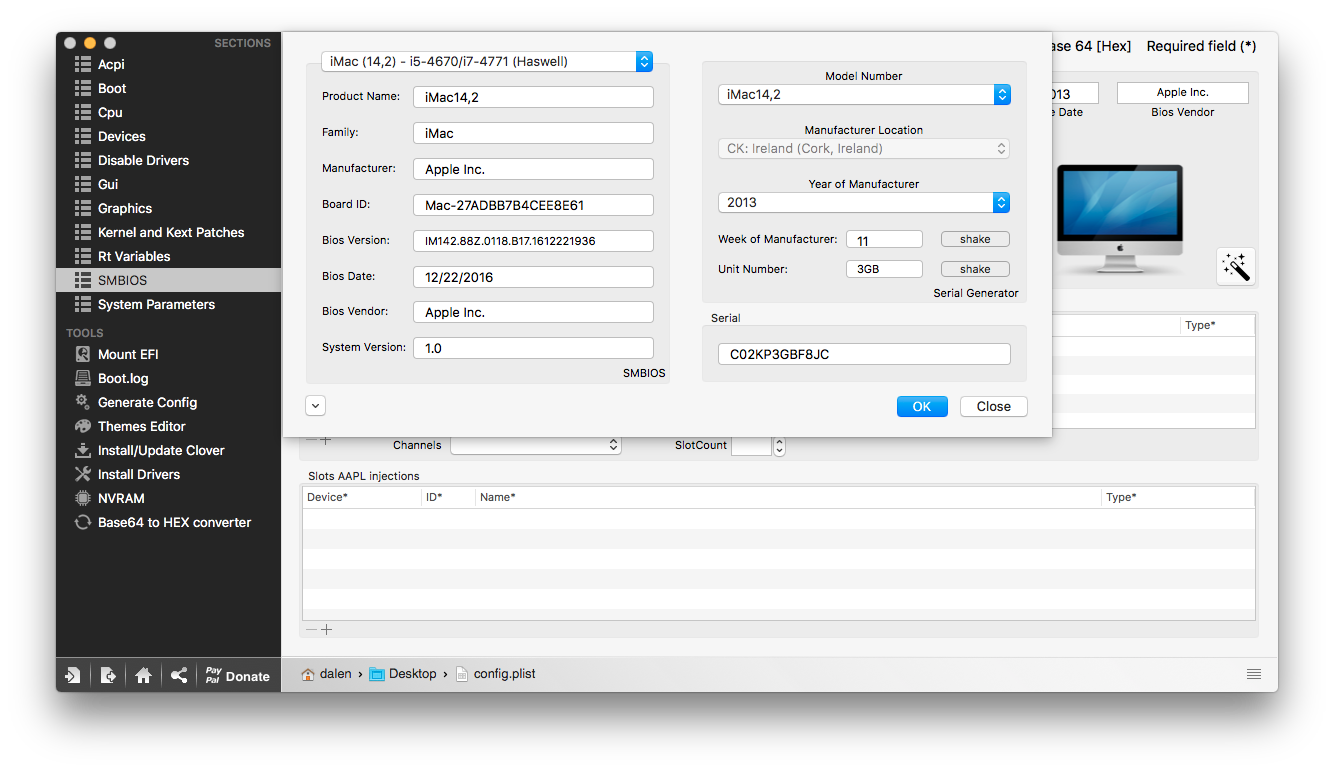 SECTIONS
Acpi
Boot
Cpu
Devices
Disable Drivers
Gui
Graphics
Kernel and Kext Patches
Rt Variables
SMBIOS
System Parameters
TOOLS
Mount EFI
Boot.log
Generate Config
Themes Editor
Install/Update Clover
Install Drivers
NVRAM
Base64 to HEX converter
Pay
Pal Donate
iMac (14,2) - i5-4670/i7-4771 (Haswell)
Product Name: iMac14,2
Family: iMac
Manufacturer: Apple Inc.
Board ID: Mac-27ADBB7B4CEE8E61
Bios Version: IM142.88Z.0118.B17.1612221936
Bios Date: 12/22/2016
Bios Vendor: Apple Inc.
System Version: 1.0
SMBIOS
Model Number
iMac14,2
Manufacturer Location
CK: Ireland (Cork, Ireland)
Year of Manufacturer
2013
Week of Manufacturer: 11 shake
Unit Number: 3GB shake
Serial Generator
Serial
C02KP3GBF8JC
OK Close
ase 64 [Hex] Required field (*)
013 Apple Inc.
e Date Bios Vendor
Type*
Channels SlotCount
Slots AAPL injections
Device* ID* Name* Type*
dalen › Desktop › config.plist